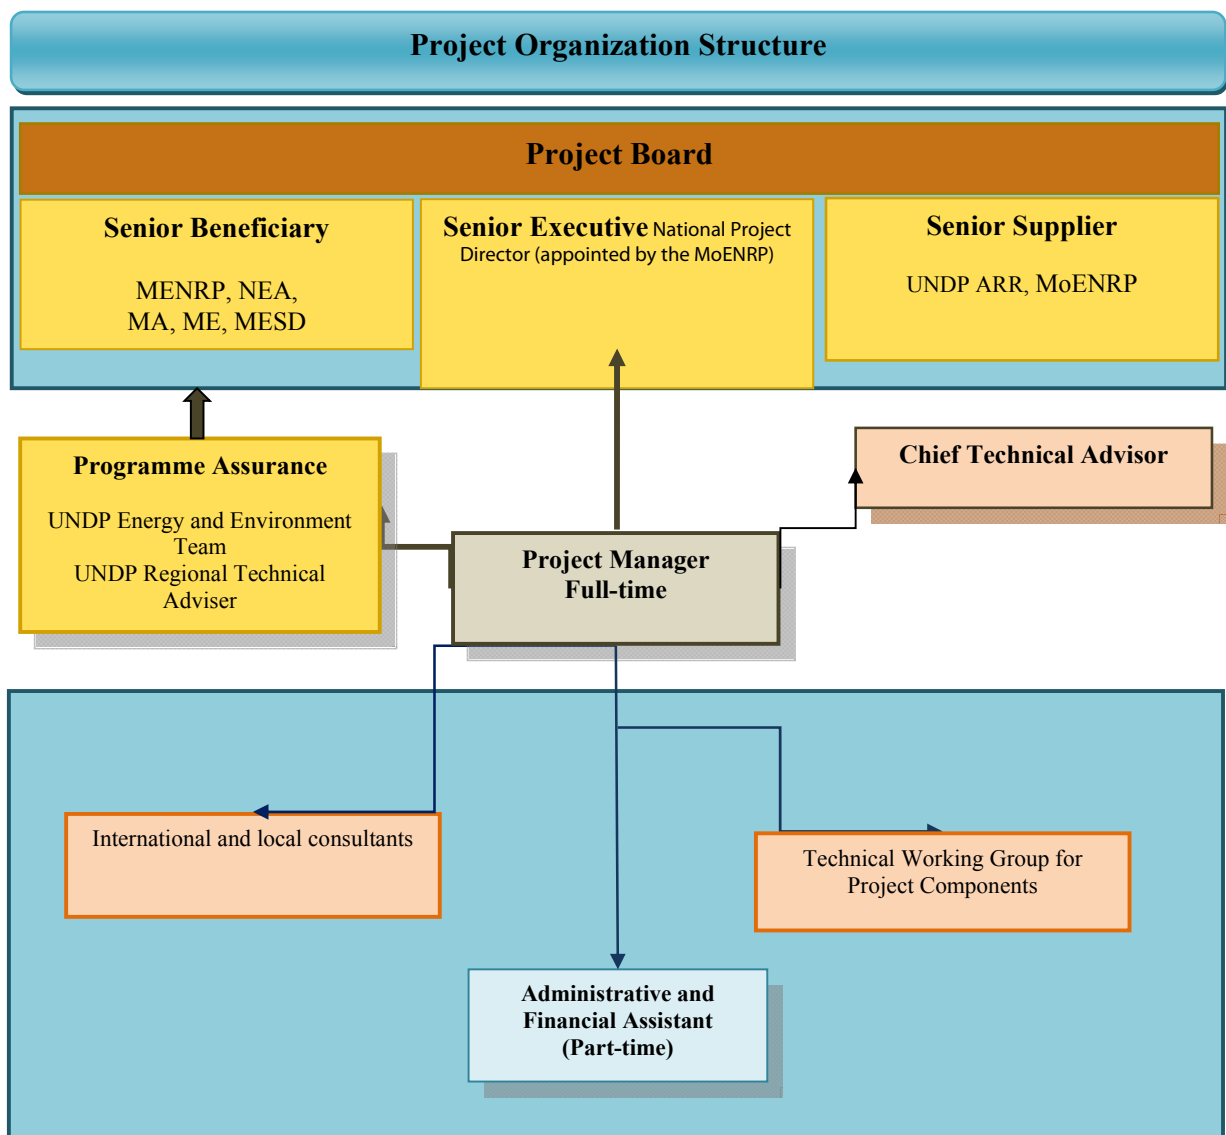 Project Organization Structure
Project Board
Senior Beneficiary
MENRP, NEA,
MA, ME, MESD
Senior Executive National Project
Director (appointed by the MoENRP)
Senior Supplier
UNDP ARR, MoENRP
Programme Assurance
UNDP Energy and Environment
Team
UNDP Regional Technical
Adviser
Chief Technical Advisor
Project Manager
Full-time
International and local consultants
Technical Working Group for
Project Components
Administrative and
Financial Assistant
(Part-time)